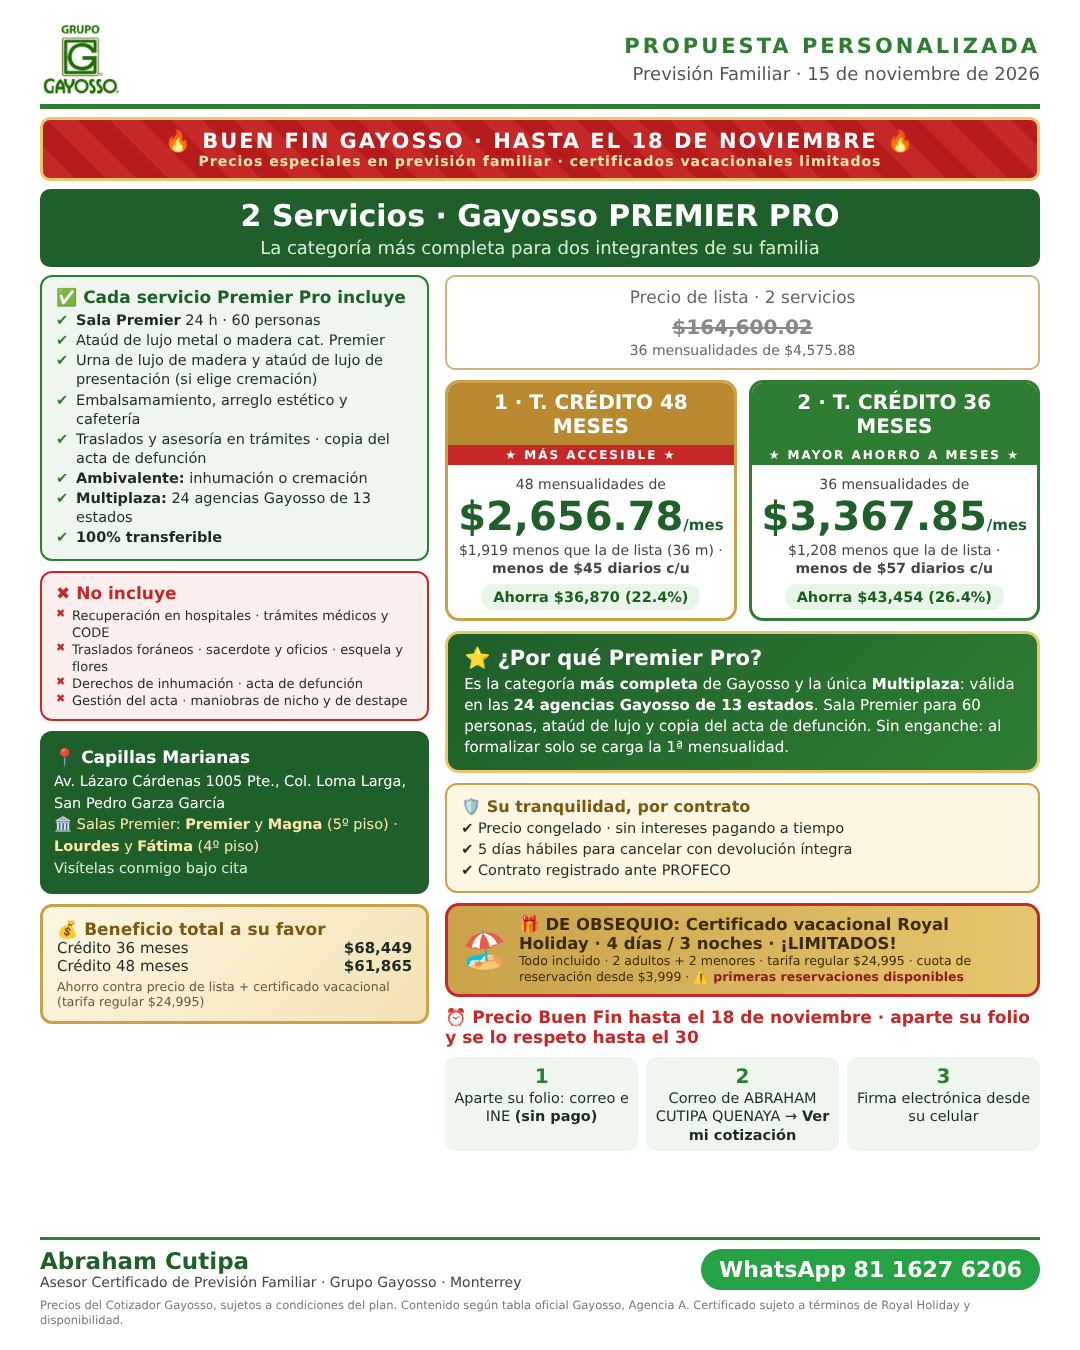 GRUPO
GAYOSSO
PROPUESTA PERSONALIZADA
Previsión Familiar · 15 de noviembre de 2026
🔥 BUEN FIN GAYOSSO · HASTA EL 18 DE NOVIEMBRE 🔥
Precios especiales en previsión familiar · certificados vacacionales limitados
2 Servicios · Gayosso PREMIER PRO
La categoría más completa para dos integrantes de su familia
✅ Cada servicio Premier Pro incluye
✔ Sala Premier 24 h · 60 personas
✔ Ataúd de lujo metal o madera cat. Premier
✔ Urna de lujo de madera y ataúd de lujo de
presentación (si elige cremación)
✔ Embalsamamiento, arreglo estético y
cafetería
✔ Traslados y asesoría en trámites · copia del
acta de defunción
✔ Ambivalente: inhumación o cremación
✔ Multiplaza: 24 agencias Gayosso de 13
estados
✔ 100% transferible
✖ No incluye
✖ Recuperación en hospitales · trámites médicos y
CODE
✖ Traslados foráneos · sacerdote y oficios · esquela y
flores
✖ Derechos de inhumación · acta de defunción
✖ Gestión del acta · maniobras de nicho y de destape
📍 Capillas Marianas
Av. Lázaro Cárdenas 1005 Pte., Col. Loma Larga,
San Pedro Garza García
🏛️ Salas Premier: Premier y Magna (5º piso) ·
Lourdes y Fátima (4º piso)
Visítelas conmigo bajo cita
💰 Beneficio total a su favor
Crédito 36 meses $68,449
Crédito 48 meses $61,865
Ahorro contra precio de lista + certificado vacacional
(tarifa regular $24,995)
Precio de lista · 2 servicios
$164,600.02
36 mensualidades de $4,575.88
1 · T. CRÉDITO 48
MESES
★ MÁS ACCESIBLE ★
48 mensualidades de
$2,656.78/mes
$1,919 menos que la de lista (36 m) ·
menos de $45 diarios c/u
Ahorra $36,870 (22.4%)
2 · T. CRÉDITO 36
MESES
★ MAYOR AHORRO A MESES ★
36 mensualidades de
$3,367.85/mes
$1,208 menos que la de lista ·
menos de $57 diarios c/u
Ahorra $43,454 (26.4%)
⭐ ¿Por qué Premier Pro?
Es la categoría más completa de Gayosso y la única Multiplaza: válida
en las 24 agencias Gayosso de 13 estados. Sala Premier para 60
personas, ataúd de lujo y copia del acta de defunción. Sin enganche: al
formalizar solo se carga la 1ª mensualidad.
🛡️ Su tranquilidad, por contrato
✔ Precio congelado · sin intereses pagando a tiempo
✔ 5 días hábiles para cancelar con devolución íntegra
✔ Contrato registrado ante PROFECO
🎁 DE OBSEQUIO: Certificado vacacional Royal
Holiday · 4 días / 3 noches · ¡LIMITADOS!
Todo incluido · 2 adultos + 2 menores · tarifa regular $24,995 · cuota de
reservación desde $3,999 · ⚠️ primeras reservaciones disponibles
⏰ Precio Buen Fin hasta el 18 de noviembre · aparte su folio
y se lo respeto hasta el 30
1
Aparte su folio: correo e
INE (sin pago)
2
Correo de ABRAHAM
CUTIPA QUENAYA → Ver
mi cotización
3
Firma electrónica desde
su celular
Abraham Cutipa
Asesor Certificado de Previsión Familiar · Grupo Gayosso · Monterrey
WhatsApp 81 1627 6206
Precios del Cotizador Gayosso, sujetos a condiciones del plan. Contenido según tabla oficial Gayosso, Agencia A. Certificado sujeto a términos de Royal Holiday y
disponibilidad.